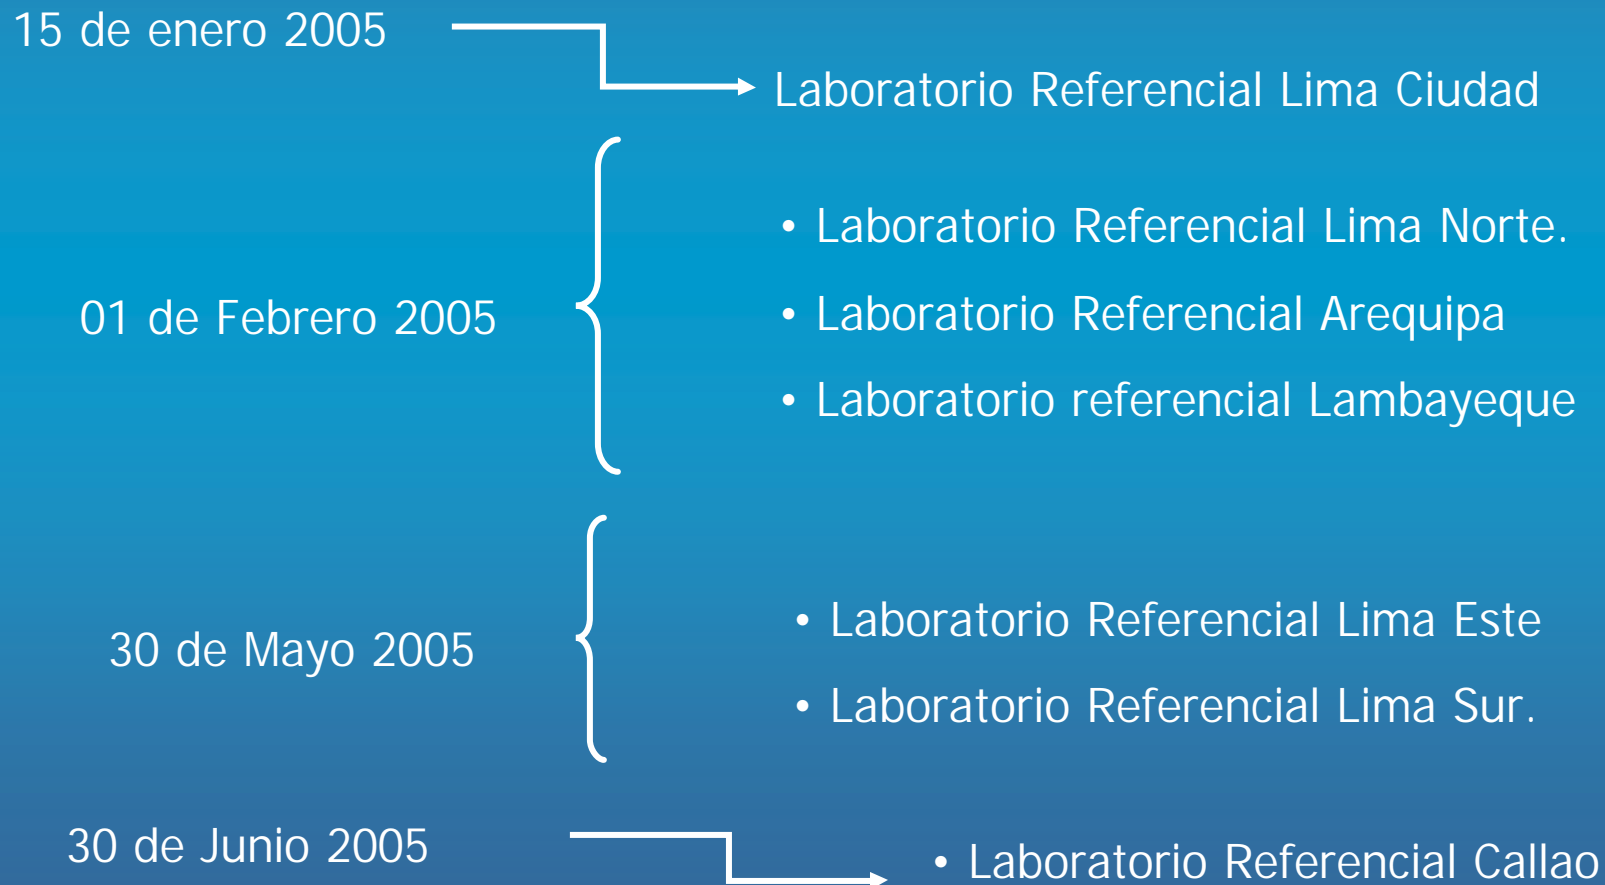 15 de enero 2005
Laboratorio Referencial Lima Ciudad
• Laboratorio Referencial Lima Norte.
01 de Febrero 2005
• Laboratorio Referencial Arequipa
• Laboratorio referencial Lambayeque
• Laboratorio Referencial Lima Este
30 de Mayo 2005
• Laboratorio Referencial Lima Sur.
30 de Junio 2005
• Laboratorio Referencial Callao